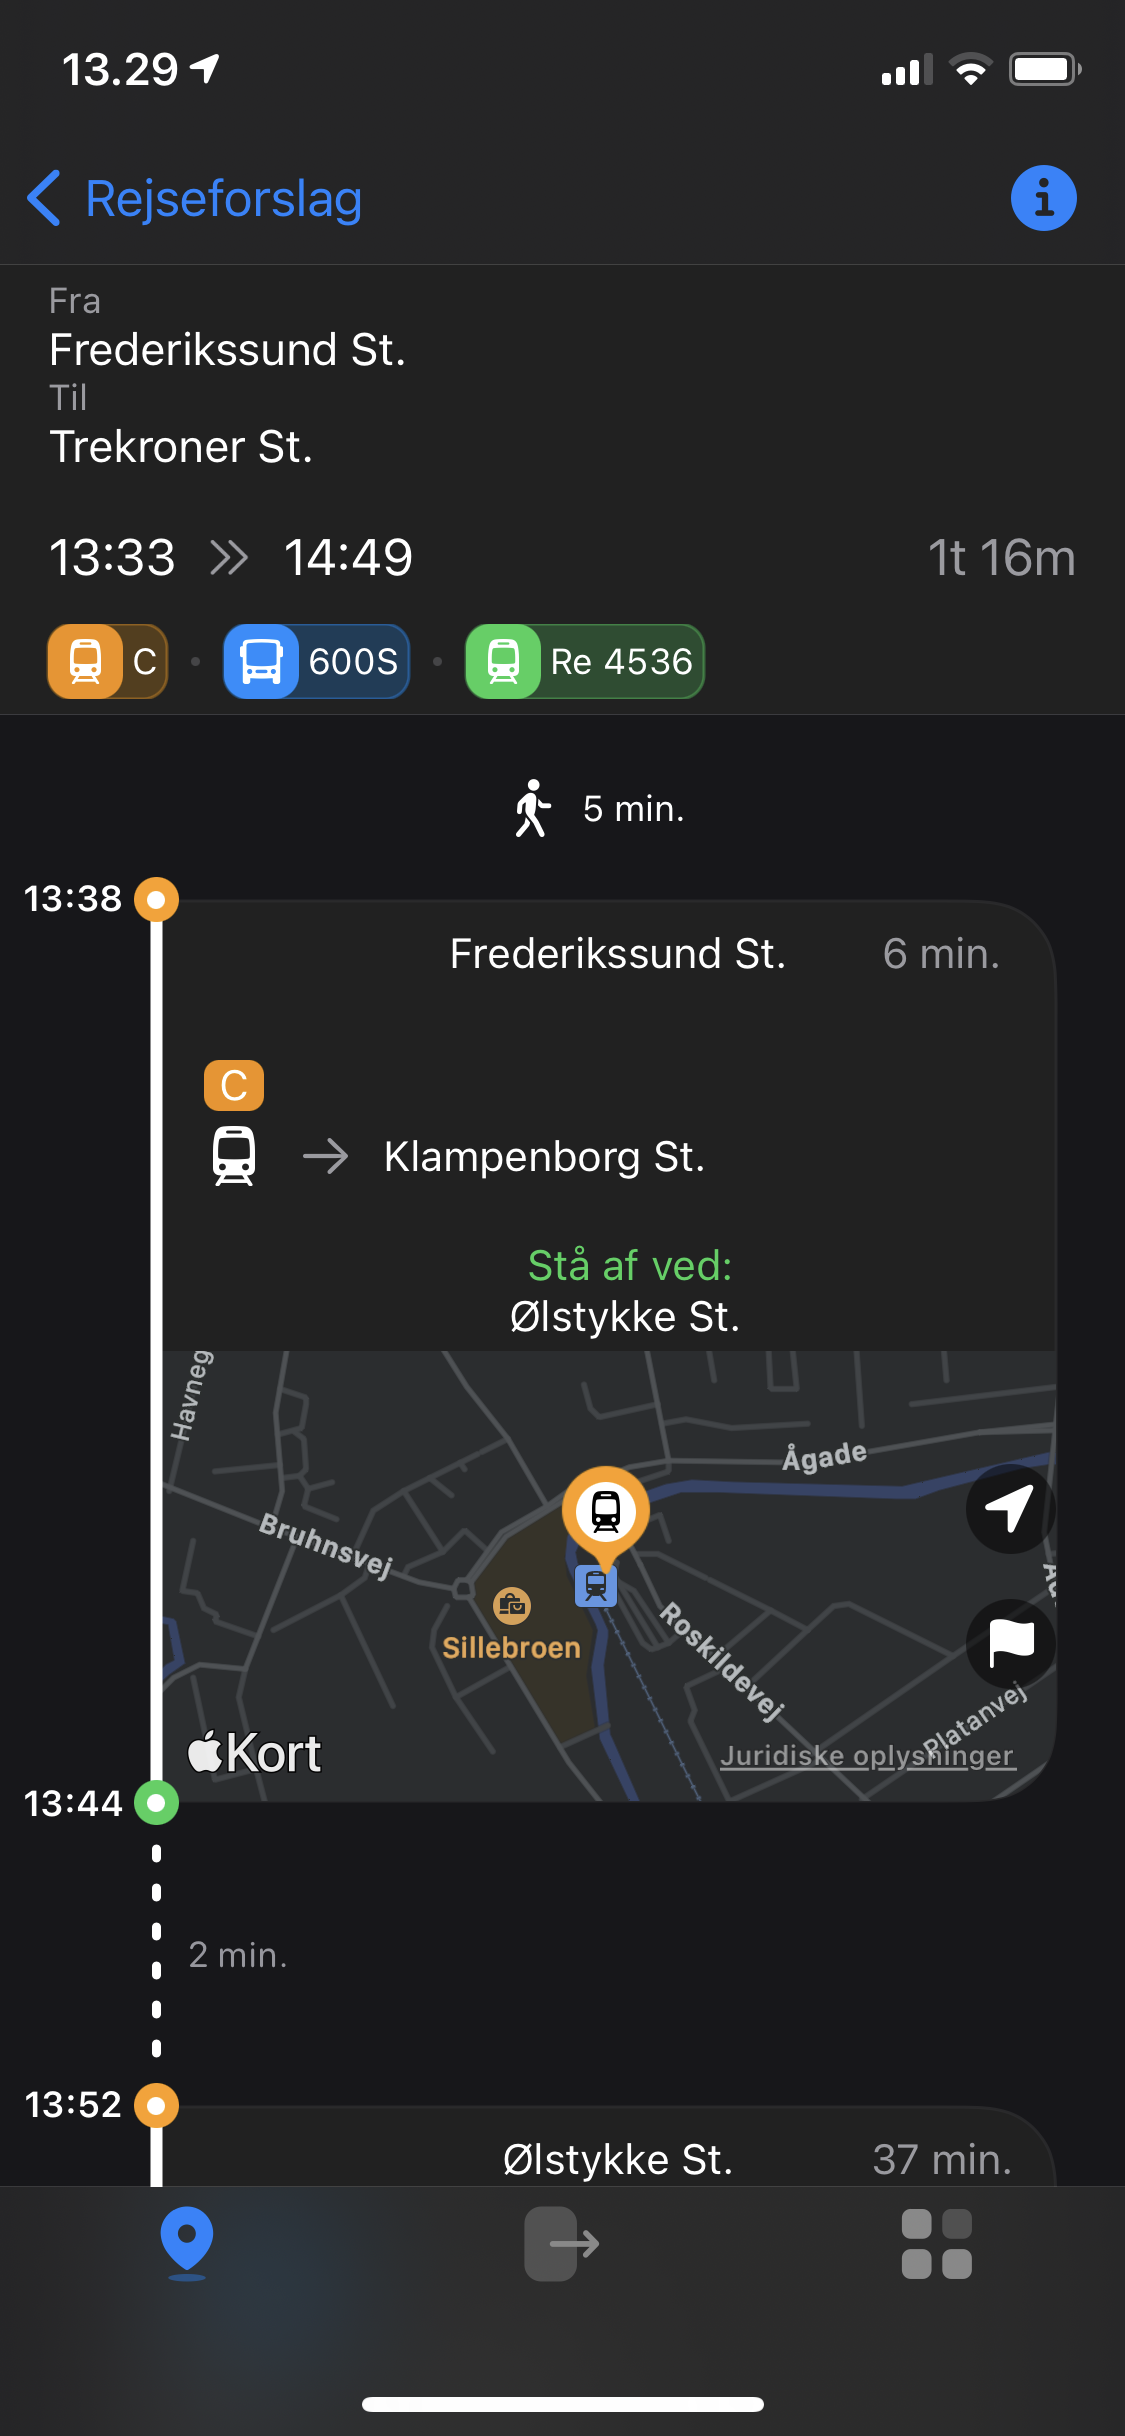 13.29
Rejseforslag
Fra
Frederikssund St.
Til
Trekroner St.
13:33 14:49 1t 16m
C 600S Re 4536
5 min.
13:38
Frederikssund St. 6 min.
C
Klampenborg St.
Stå af ved:
Ølstykke St.
Havneg
Ågade
Bruhnsvej
Sillebroen
Roskildevej
Platanvej
Kort
Juridiske oplysninger
13:44
2 min.
13:52
Ølstykke St. 37 min.